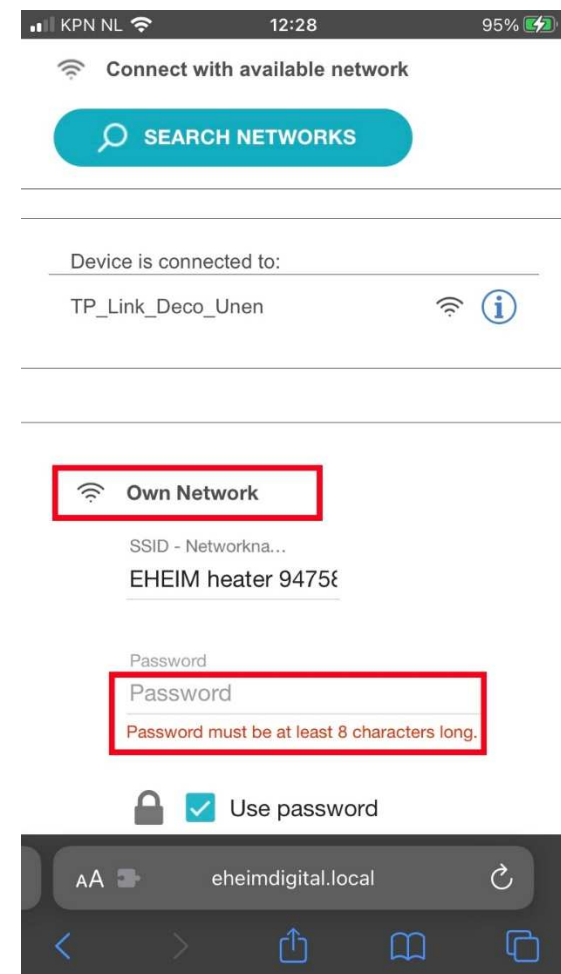 KPN NL 12:28 95%
Connect with available network
SEARCH NETWORKS
Device is connected to:
TP_Link_Deco_Unen
Own Network
SSID - Networkna...
EHEIM heater 94758
Password
Password
Password must be at least 8 characters long.
Use password
AA eheimdigital.local